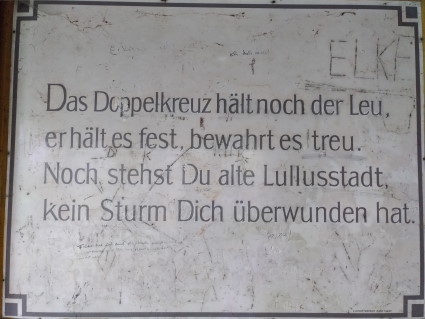 ELKE
Das Doppelkreuz hält noch der Leu,
er hält es fest, bewahrt es treu.
Noch stehst Du alte Lullusstadt,
kein Sturm Dich überwunden hat.